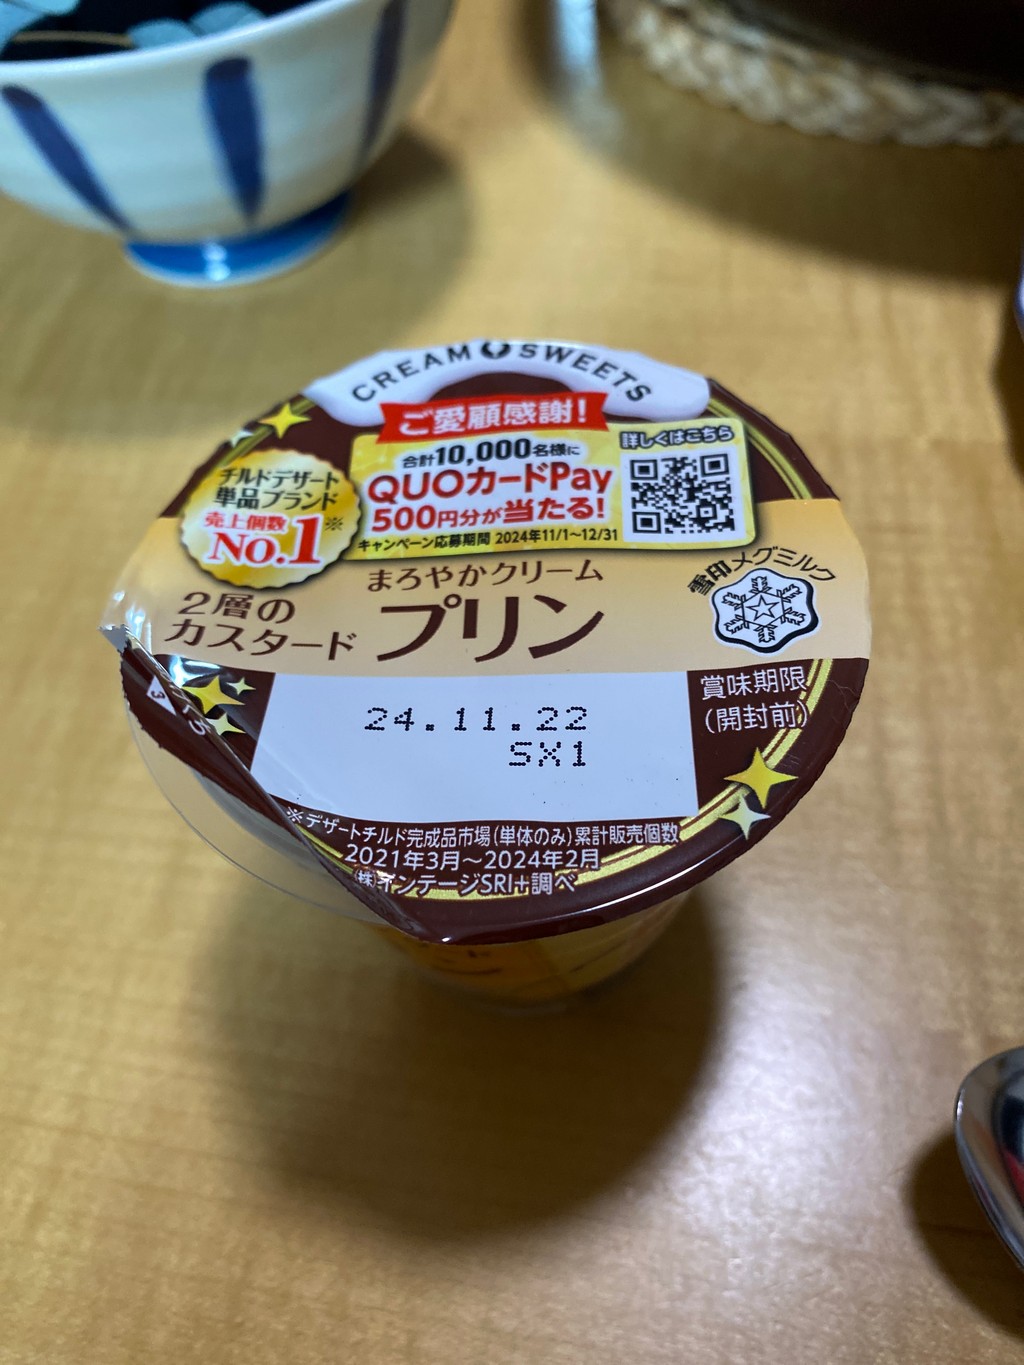 CREAM SWEETS
ご愛顧感謝!
合計10,000名様に
QUOカードPay
500円分が当たる!
キャンペーン応募期間 2024年11/1～12/31
詳しくはこちら
チルドデザート
単品ブランド
売上個数
No.1※
2層の
カスタード
まろやかクリーム
プリン
雪印メグミルク
賞味期限
(開封前)
24.11.22
SX1
※デザートチルド完成品市場(単体のみ)累計販売個数
2021年3月～2024年2月
(株)インテージSRI+調べ